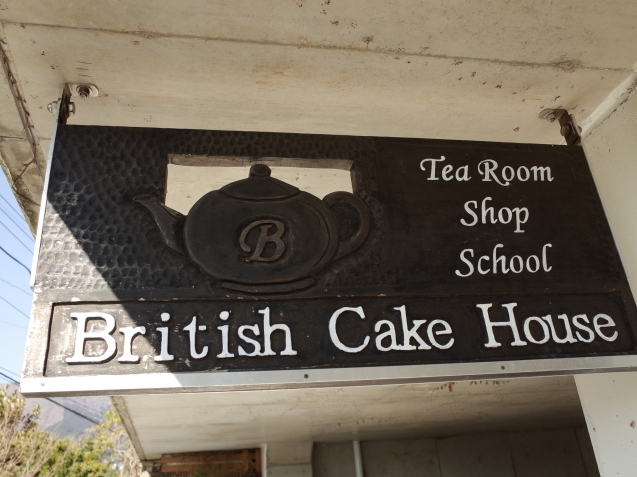 Tea Room
Shop
School
B
British Cake House